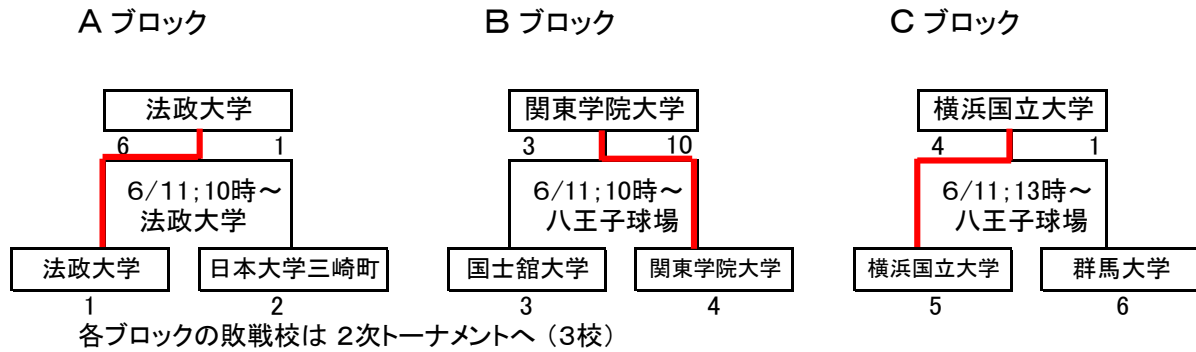 A ブロック
B ブロック
C ブロック
法政大学
関東学院大学
横浜国立大学
6 1
3 10
4 1
6/11;10時～
法政大学
6/11;10時～
八王子球場
6/11;13時～
八王子球場
法政大学
日本大学三崎町
国士舘大学
関東学院大学
横浜国立大学
群馬大学
1
2
3
4
5
6
各ブロックの敗戦校は 2次トーナメントへ (3校)